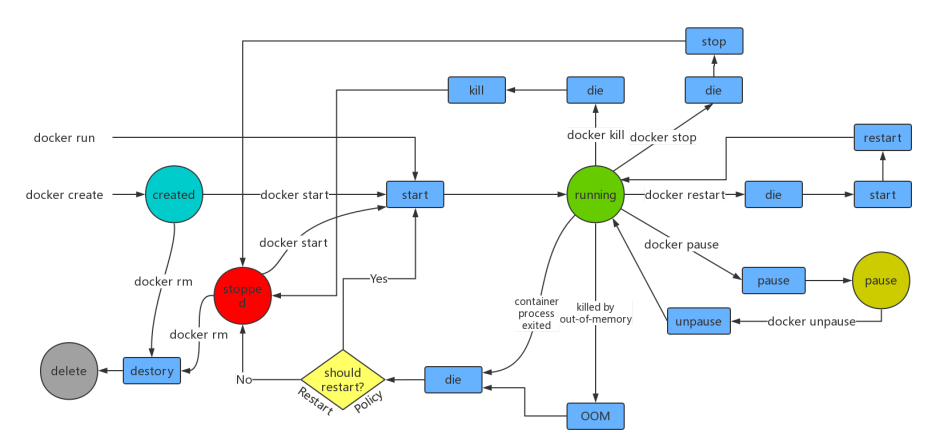 stop
kill
die
die
docker run
docker kill
docker stop
restart
docker create
created
docker start
start
running
docker restart
die
start
docker start
docker pause
docker rm
Yes
stoppe
d
pause
pause
container
process
exited
killed by
out-of-memory
unpause
docker unpause
docker rm
delete
destory
No
should
restart?
Restart
Policy
die
OOM